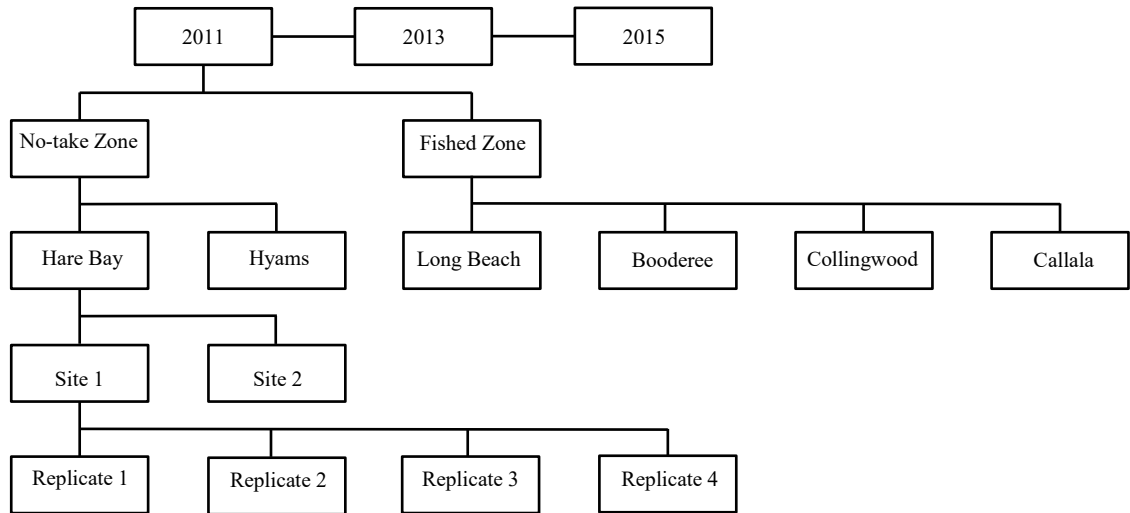 2011
2013
2015
No-take Zone
Fished Zone
Hare Bay
Hyams
Long Beach
Booderee
Collingwood
Callala
Site 1
Site 2
Replicate 1
Replicate 2
Replicate 3
Replicate 4